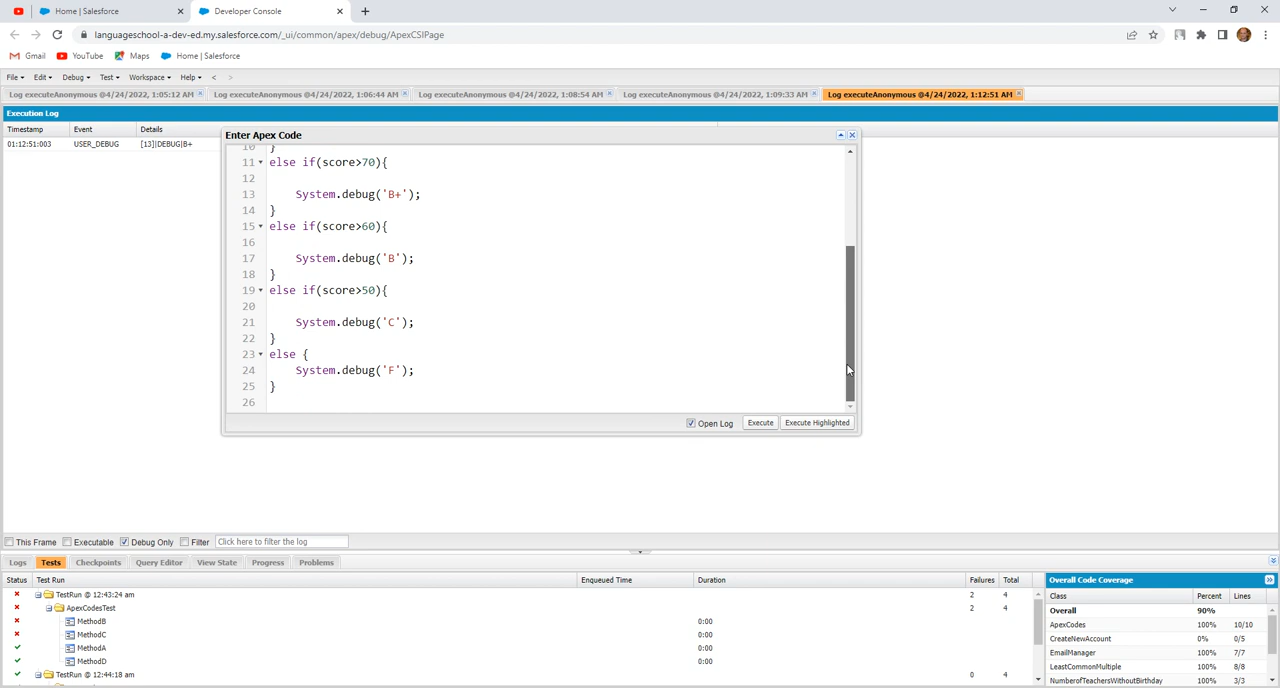 Home | Salesforce
Developer Console
languageschool-a-dev-ed.my.salesforce.com/_ui/common/apex/debug/ApexCSIPage
Gmail YouTube Maps Home | Salesforce
File Edit Debug Test Workspace Help < >
Log executeAnonymous @4/24/2022, 1:05:12 AM Log executeAnonymous @4/24/2022, 1:06:44 AM Log executeAnonymous @4/24/2022, 1:08:54 AM Log executeAnonymous @4/24/2022, 1:09:33 AM Log executeAnonymous @4/24/2022, 1:12:51 AM
Execution Log
Timestamp Event Details
01:12:51:003 USER_DEBUG [13]|DEBUG|B+
Enter Apex Code
10 }
11 else if(score>70){
12
13 System.debug('B+');
14 }
15 else if(score>60){
16
17 System.debug('B');
18 }
19 else if(score>50){
20
21 System.debug('C');
22 }
23 else {
24 System.debug('F');
25 }
26
Open Log Execute Execute Highlighted
This Frame Executable Debug Only Filter Click here to filter the log
Logs Tests Checkpoints Query Editor View State Progress Problems
Status Test Run Enqueued Time Duration Failures Total
TestRun @ 12:43:24 am 2 4
ApexCodesTest 2 4
MethodB 0:00
MethodC 0:00
MethodA 0:00
MethodD 0:00
TestRun @ 12:44:18 am 0 4
Overall Code Coverage
Class Percent Lines
Overall 90%
ApexCodes 100% 10/10
CreateNewAccount 0% 0/5
EmailManager 100% 7/7
LeastCommonMultiple 100% 8/8
NumberofTeachersWithoutBirthday 100% 3/3